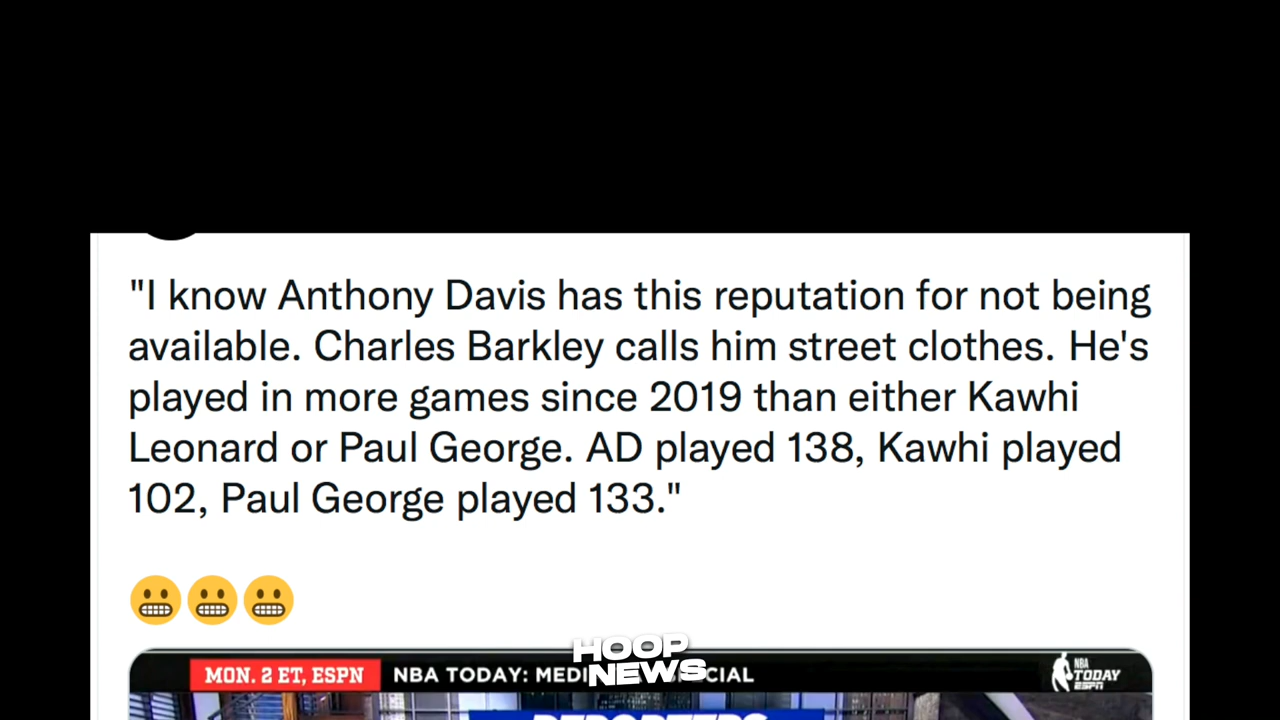 "I know Anthony Davis has this reputation for not being
available. Charles Barkley calls him street clothes. He's
played in more games since 2019 than either Kawhi
Leonard or Paul George. AD played 138, Kawhi played
102, Paul George played 133."
HOOP
NEWS
MON. 2 ET, ESPN
NBA TODAY: MEDI
CIAL
NBA
TODAY
ESPN
REPORTERS